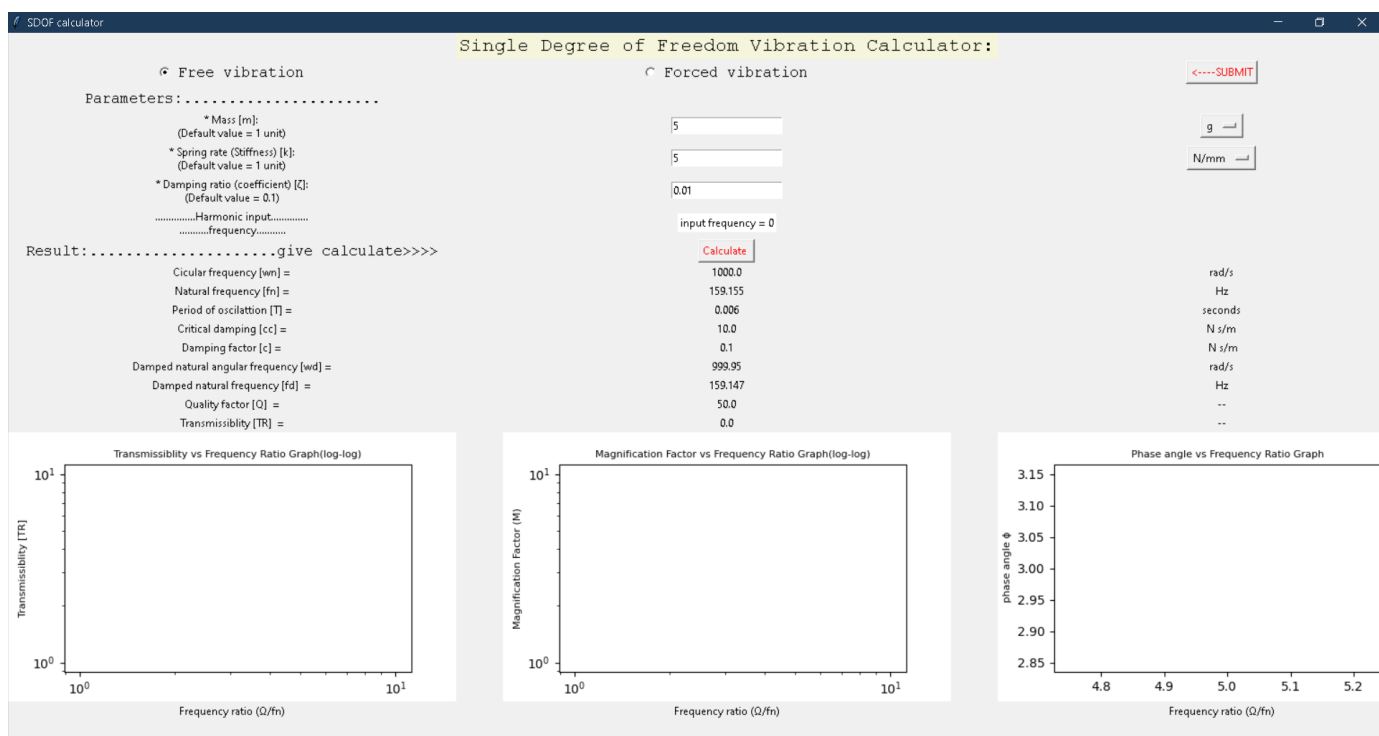 SDOF calculator
Single Degree of Freedom Vibration Calculator:
Free vibration
Forced vibration
<----SUBMIT
Parameters:......................
* Mass [m]:
(Default value = 1 unit)
5
g
* Spring rate (Stiffness) [k]:
(Default value = 1 unit)
5
N/mm
* Damping ratio (coefficient) [ζ]:
(Default value = 0.1)
0.01
...............Harmonic input..............
...........frequency...........
input frequency = 0
Result:.....................give calculate>>>>
Calculate
Cicular frequency [wn] = 1000.0 rad/s
Natural frequency [fn] = 159.155 Hz
Period of oscilattion [T] = 0.006 seconds
Critical damping [cc] = 10.0 N s/m
Damping factor [c] = 0.1 N s/m
Damped natural angular frequency [wd] = 999.95 rad/s
Damped natural frequency [fd] = 159.147 Hz
Quality factor [Q] = 50.0 --
Transmissiblity [TR] = 0.0 --
Transmissiblity vs Frequency Ratio Graph(log-log)
Transmissiblity [TR]
10¹
10⁰
10⁰ 10¹
Frequency ratio (Ω/fn)
Magnification Factor vs Frequency Ratio Graph(log-log)
Magnification Factor (M)
10¹
10⁰
10⁰ 10¹
Frequency ratio (Ω/fn)
Phase angle vs Frequency Ratio Graph
phase angle Φ
3.15
3.10
3.05
3.00
2.95
2.90
2.85
4.8 4.9 5.0 5.1 5.2
Frequency ratio (Ω/fn)